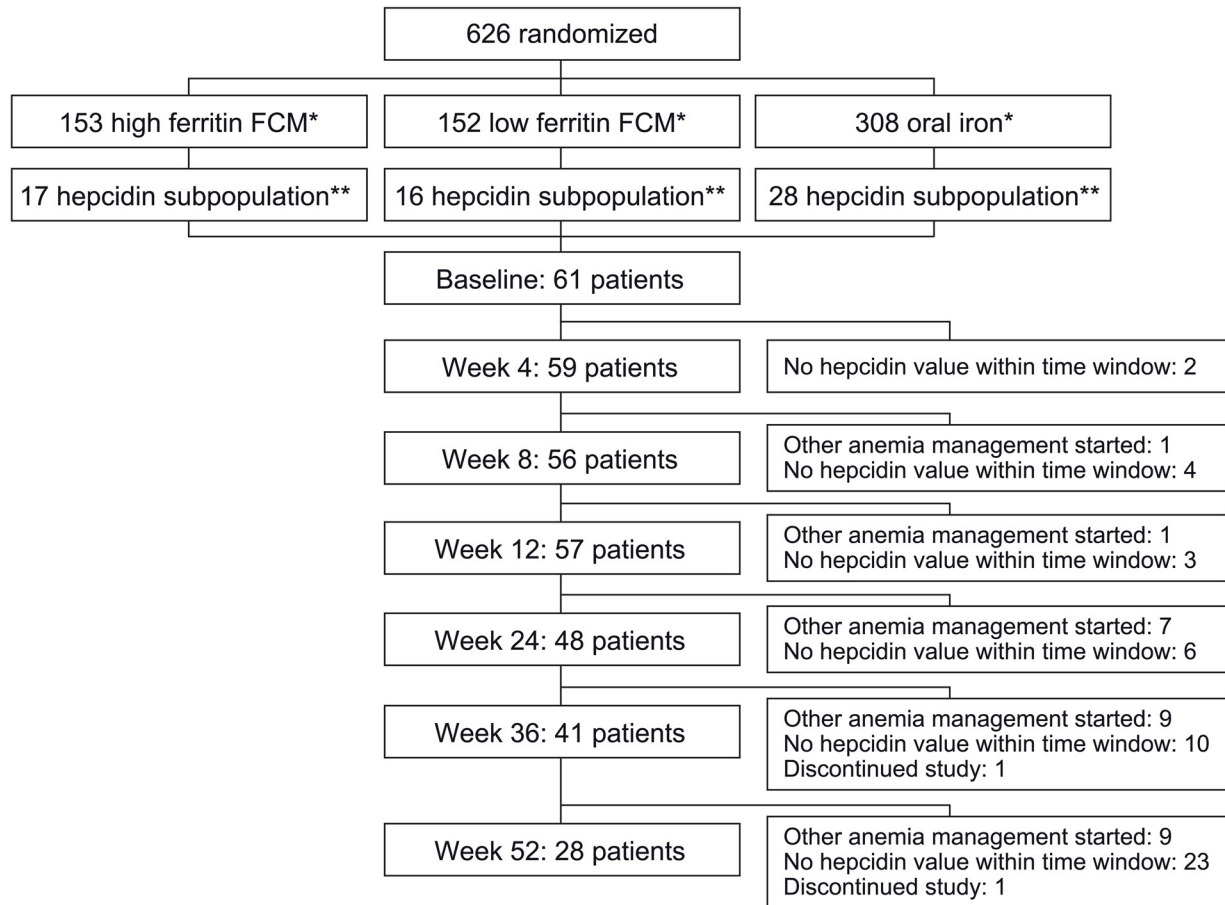 626 randomized
153 high ferritin FCM*
152 low ferritin FCM*
308 oral iron*
17 hepcidin subpopulation**
16 hepcidin subpopulation**
28 hepcidin subpopulation**
Baseline: 61 patients
Week 4: 59 patients
No hepcidin value within time window: 2
Week 8: 56 patients
Other anemia management started: 1
No hepcidin value within time window: 4
Week 12: 57 patients
Other anemia management started: 1
No hepcidin value within time window: 3
Week 24: 48 patients
Other anemia management started: 7
No hepcidin value within time window: 6
Week 36: 41 patients
Other anemia management started: 9
No hepcidin value within time window: 10
Discontinued study: 1
Week 52: 28 patients
Other anemia management started: 9
No hepcidin value within time window: 23
Discontinued study: 1